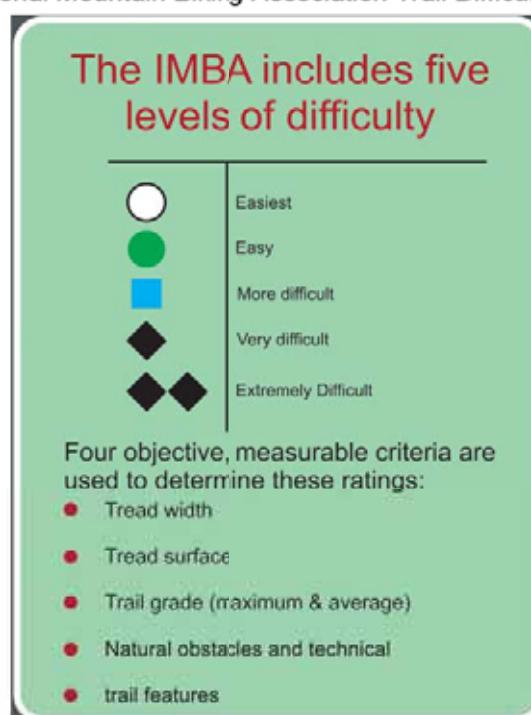 The IMBA includes five
levels of difficulty
Easiest
Easy
More difficult
Very difficult
Extremely Difficult
Four objective, measurable criteria are
used to determine these ratings:
Tread width
Tread surface
Trail grade (maximum & average)
Natural obstacles and technical
trail features